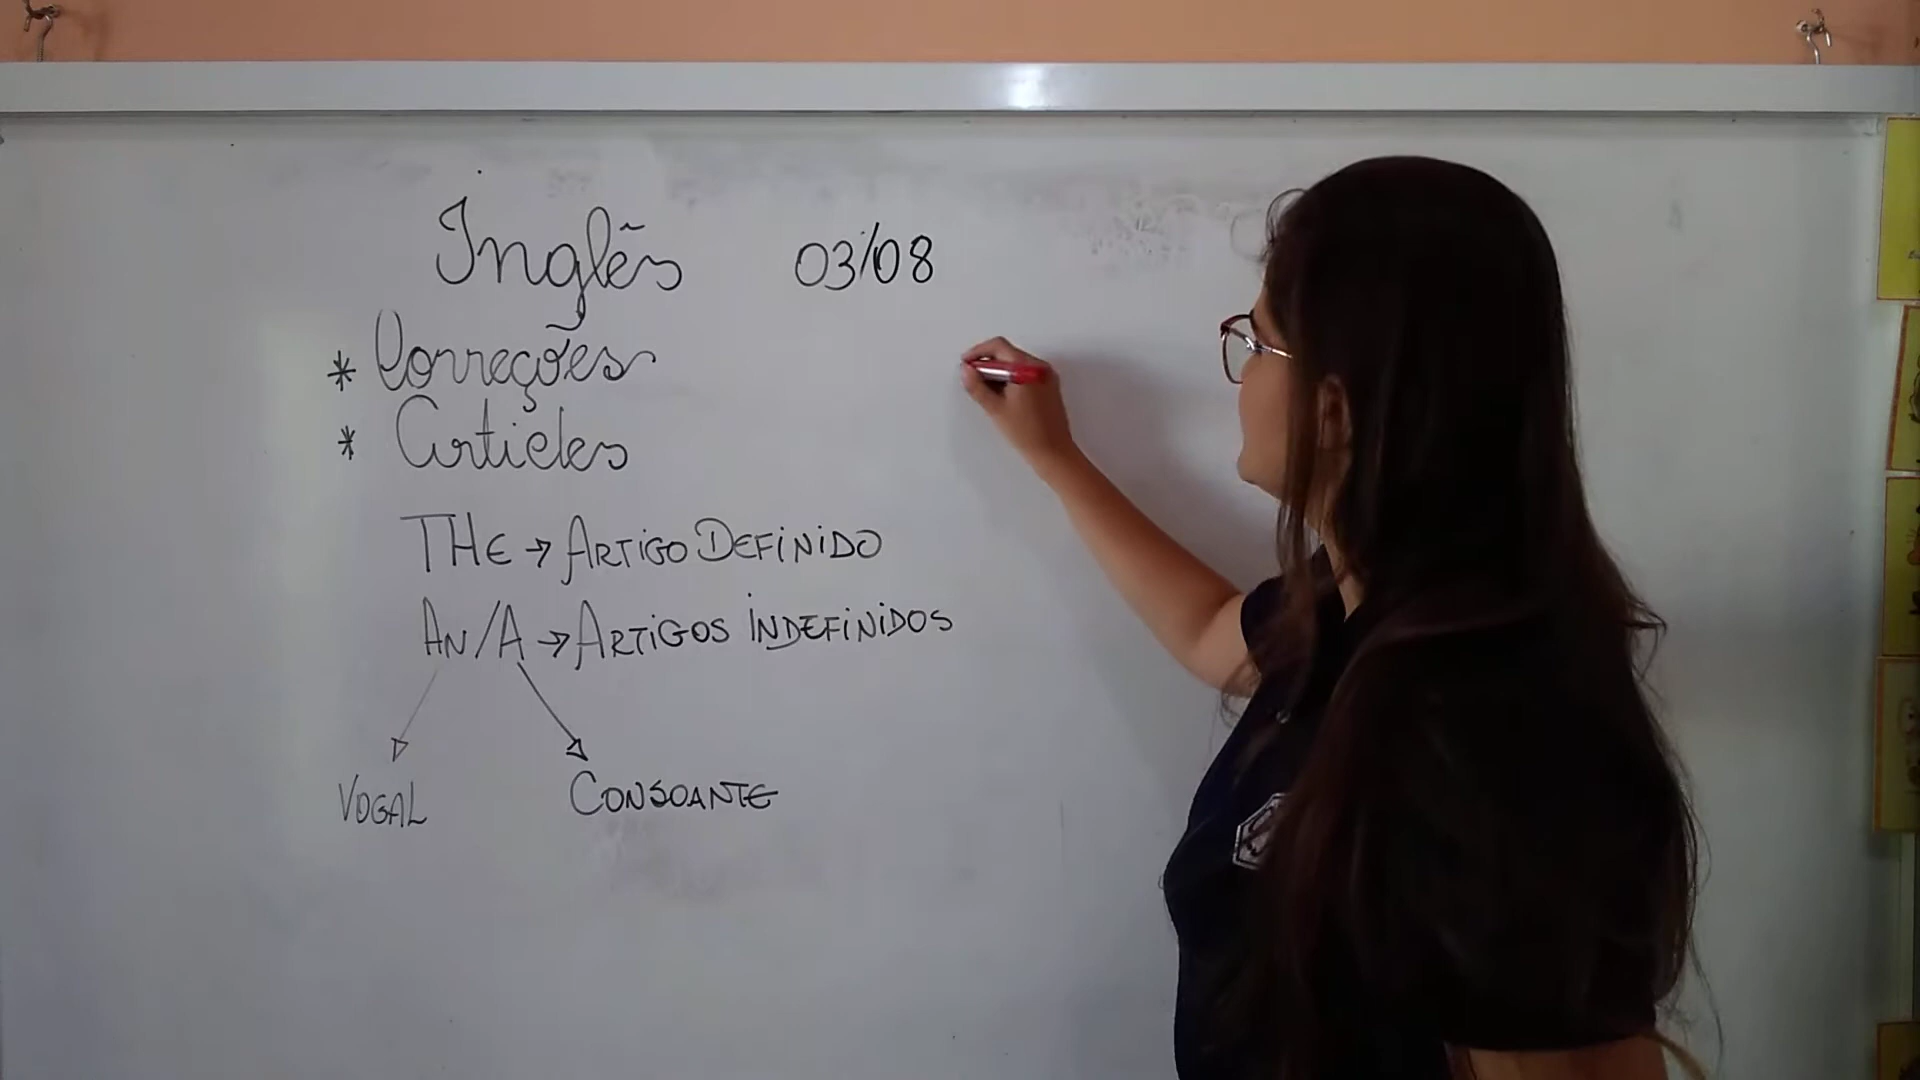 Inglês 03/08
* Correções
* Articles
THE → ARTIGO DEFINIDO
AN/A → ARTIGOS INDEFINIDOS
VOGAL CONSOANTE